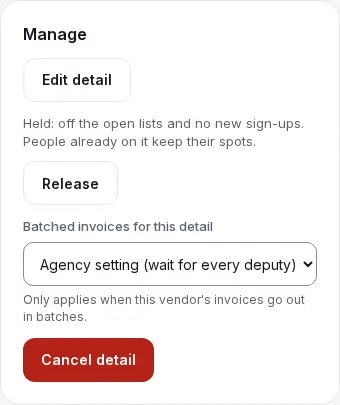 Manage
Edit detail
Held: off the open lists and no new sign-ups.
People already on it keep their spots.
Release
Batched invoices for this detail
Agency setting (wait for every deputy)
Only applies when this vendor's invoices go out
in batches.
Cancel detail